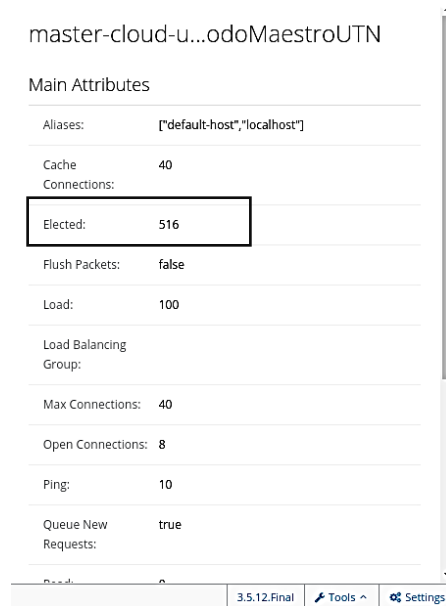 master-cloud-u...odoMaestroUTN
Main Attributes
Aliases: ["default-host","localhost"]
Cache Connections: 40
Elected: 516
Flush Packets: false
Load: 100
Load Balancing Group:
Max Connections: 40
Open Connections: 8
Ping: 10
Queue New Requests: true
3.5.12.Final Tools Settings